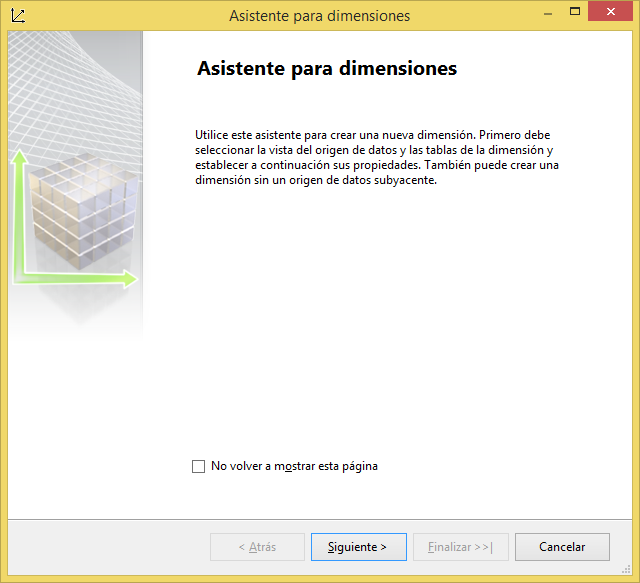 Asistente para dimensiones
Asistente para dimensiones
Utilice este asistente para crear una nueva dimensión. Primero debe
seleccionar la vista del origen de datos y las tablas de la dimensión y
establecer a continuación sus propiedades. También puede crear una
dimensión sin un origen de datos subyacente.
No volver a mostrar esta página
< Atrás
Siguiente >
Finalizar >>|
Cancelar